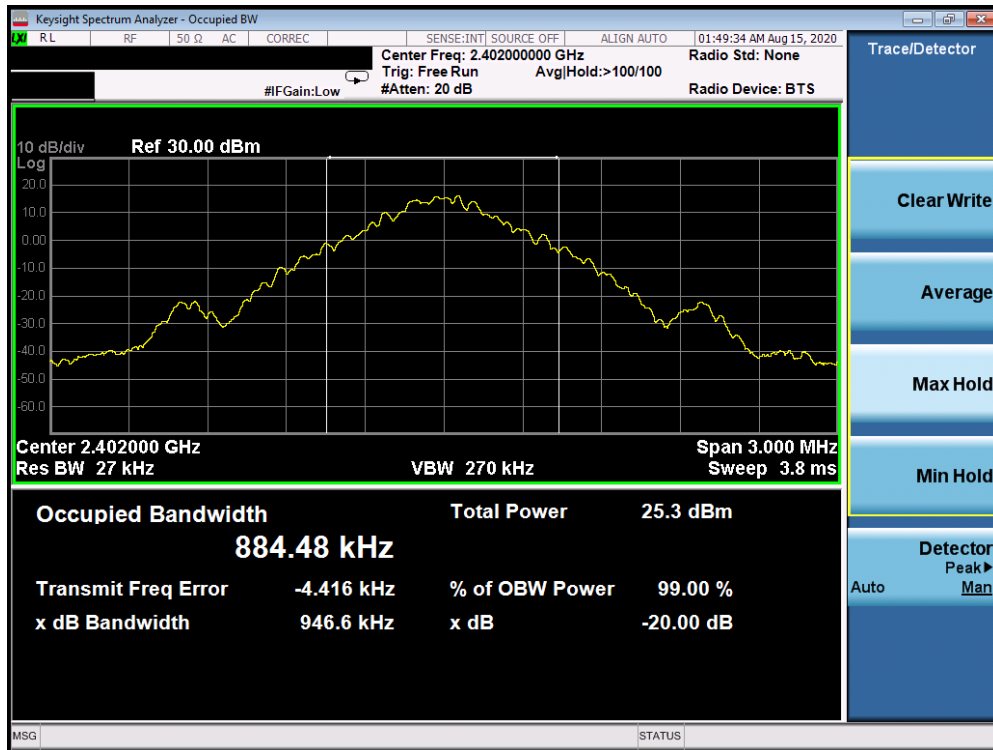 Keysight Spectrum Analyzer - Occupied BW
LXI RL RF 50 Ω AC CORREC SENSE:INT SOURCE OFF ALIGN AUTO 01:49:34 AM Aug 15, 2020
Center Freq: 2.402000000 GHz Radio Std: None
Trig: Free Run Avg|Hold:>100/100
#IFGain:Low #Atten: 20 dB Radio Device: BTS
Trace/Detector
10 dB/div Ref 30.00 dBm
Log
20.0
10.0
0.00
-10.0
-20.0
-30.0
-40.0
-50.0
-60.0
Center 2.402000 GHz Span 3.000 MHz
Res BW 27 kHz VBW 270 kHz Sweep 3.8 ms
Occupied Bandwidth Total Power 25.3 dBm
884.48 kHz
Transmit Freq Error -4.416 kHz % of OBW Power 99.00 %
x dB Bandwidth 946.6 kHz x dB -20.00 dB
Clear Write
Average
Max Hold
Min Hold
Detector
Peak▶
Auto Man
MSG STATUS